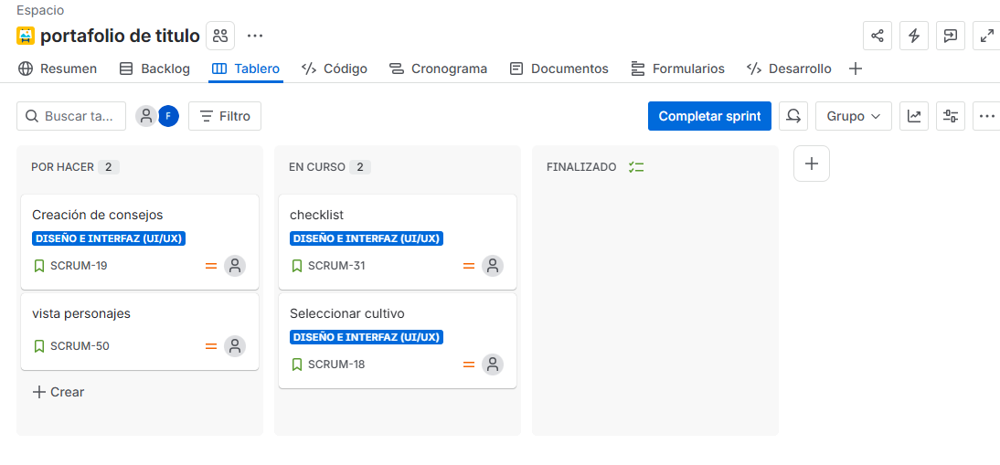 Espacio
portafolio de titulo
Resumen Backlog Tablero Código Cronograma Documentos Formularios Desarrollo
Buscar ta... F Filtro Completar sprint Grupo
POR HACER 2
Creación de consejos
DISEÑO E INTERFAZ (UI/UX)
SCRUM-19
vista personajes
SCRUM-50
Crear
EN CURSO 2
checklist
DISEÑO E INTERFAZ (UI/UX)
SCRUM-31
Seleccionar cultivo
DISEÑO E INTERFAZ (UI/UX)
SCRUM-18
FINALIZADO